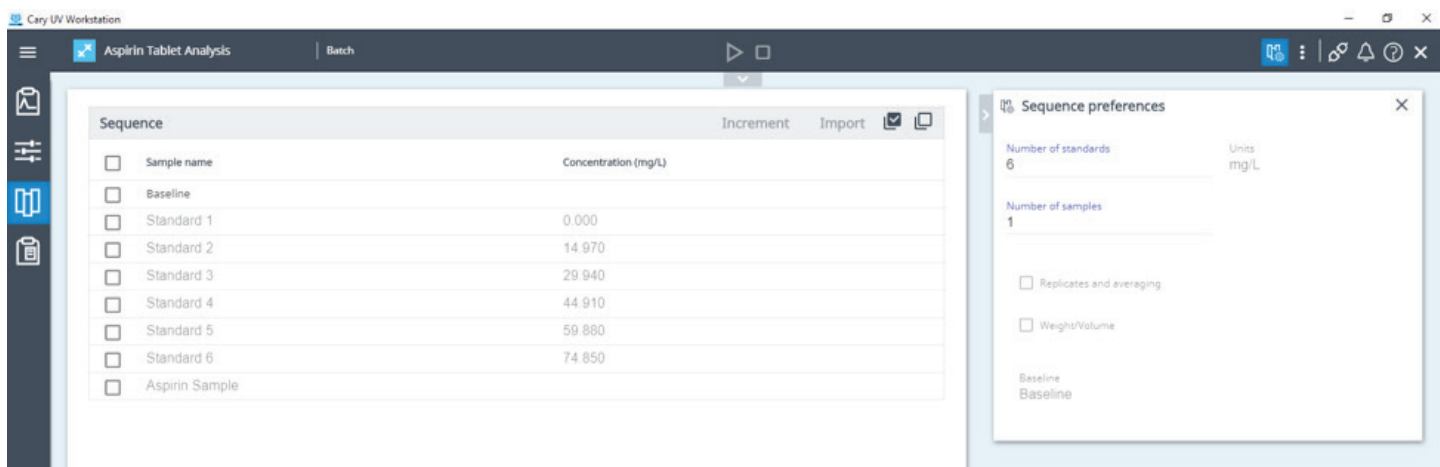 Cary UV Workstation
Aspirin Tablet Analysis Batch
Sequence Increment Import
Sample name Concentration (mg/L)
Baseline
Standard 1 0.000
Standard 2 14.970
Standard 3 29.940
Standard 4 44.910
Standard 5 59.880
Standard 6 74.850
Aspirin Sample
Sequence preferences
Number of standards Units
6 mg/L
Number of samples
1
Replicates and averaging
Weight/Volume
Baseline
Baseline